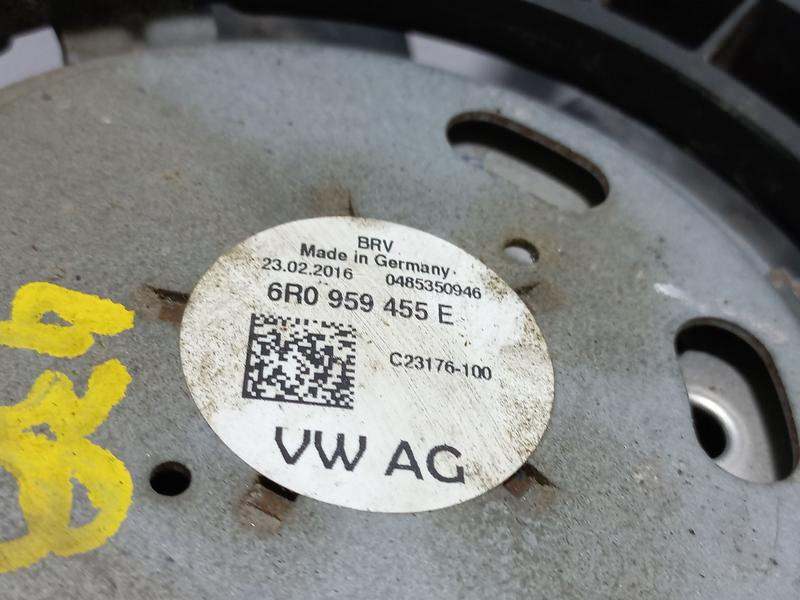 BRV
Made in Germany.
23.02.2016 0485350946
6R0 959 455 E
C23176-100
VW AG